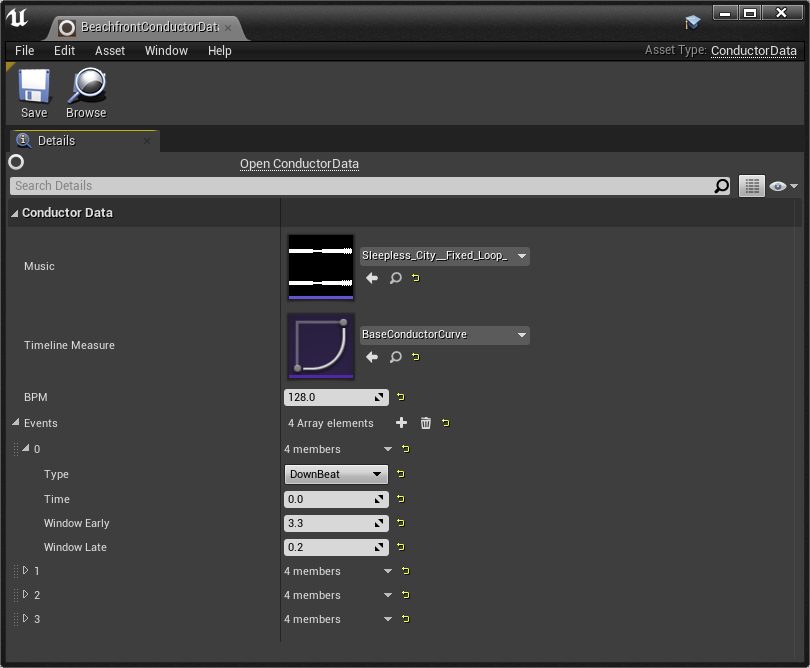 BeachfrontConductorData
File Edit Asset Window Help
Asset Type: ConductorData
Save Browse
Details
Open ConductorData
Search Details
Conductor Data
Music
Sleepless_City__Fixed_Loop_
Timeline Measure
BaseConductorCurve
BPM
128.0
Events
4 Array elements
0
4 members
Type
DownBeat
Time
0.0
Window Early
3.3
Window Late
0.2
1
4 members
2
4 members
3
4 members